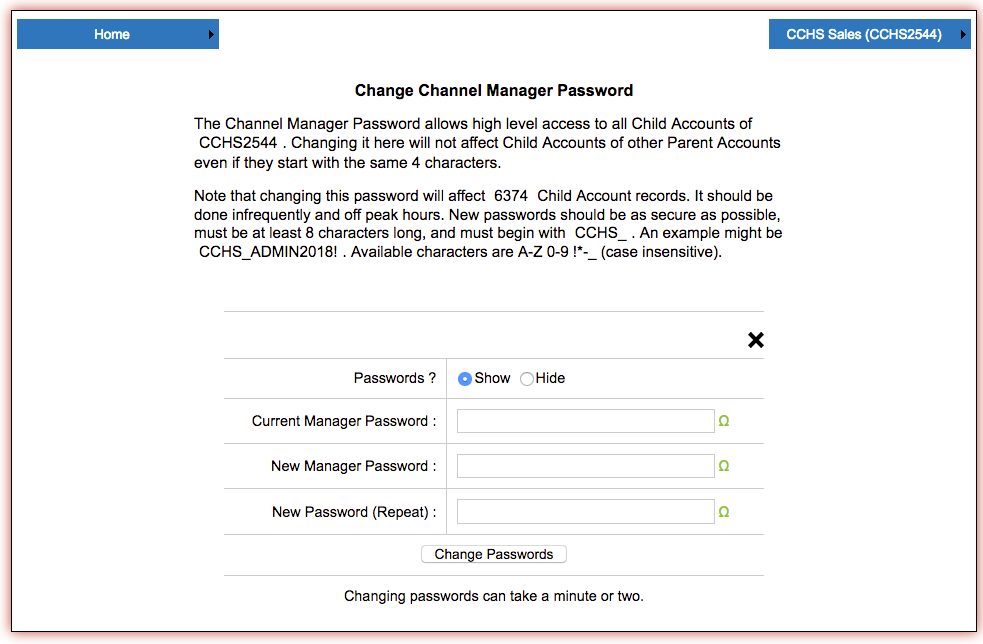 Home
CCHS Sales (CCHS2544)
Change Channel Manager Password
The Channel Manager Password allows high level access to all Child Accounts of
CCHS2544 . Changing it here will not affect Child Accounts of other Parent Accounts
even if they start with the same 4 characters.
Note that changing this password will affect 6374 Child Account records. It should be
done infrequently and off peak hours. New passwords should be as secure as possible,
must be at least 8 characters long, and must begin with CCHS_ . An example might be
CCHS_ADMIN2018! . Available characters are A-Z 0-9 !*-_ (case insensitive).
Passwords ? Show Hide
Current Manager Password : Ω
New Manager Password : Ω
New Password (Repeat) : Ω
Change Passwords
Changing passwords can take a minute or two.